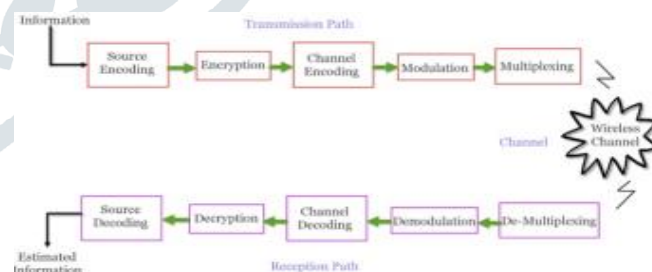 Information
Transmission Path
Source
Encoding
Encryption
Channel
Encoding
Modulation
Multiplexing
Channel
Wireless
Channel
Source
Decoding
Decryption
Channel
Decoding
Demodulation
De-Multiplexing
Estimated
Information
Reception Path